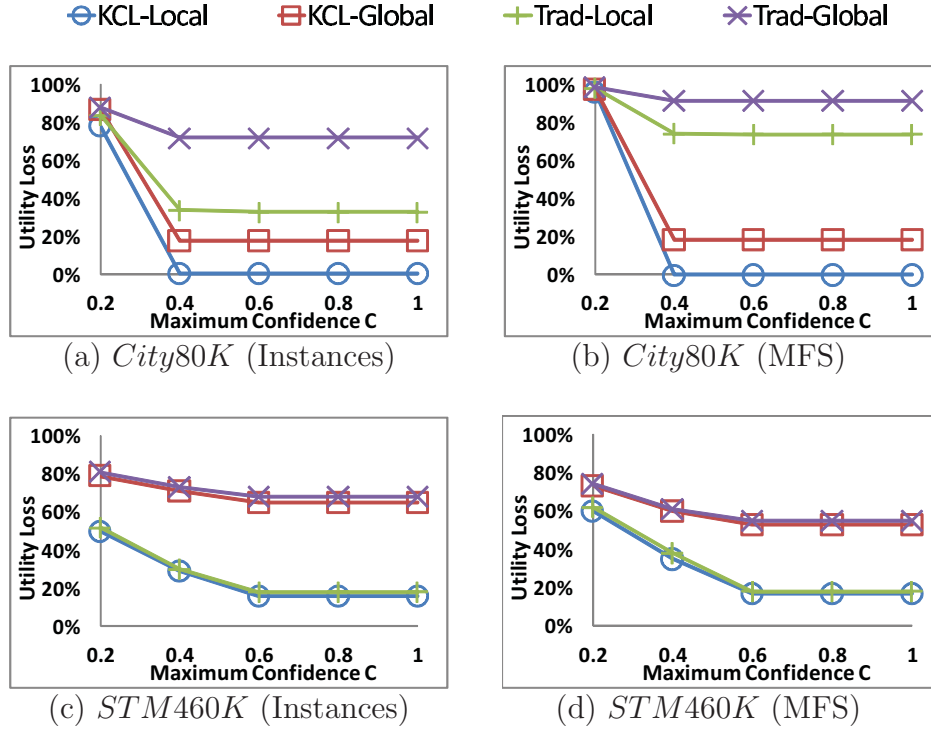 KCL-Local KCL-Global Trad-Local Trad-Global
100%
80%
60%
40%
20%
0%
Utility Loss
0.2 0.4 0.6 0.8 1
Maximum Confidence C
(a) City80K (Instances)
100%
80%
60%
40%
20%
0%
Utility Loss
0.2 0.4 0.6 0.8 1
Maximum Confidence C
(b) City80K (MFS)
100%
80%
60%
40%
20%
0%
Utility Loss
0.2 0.4 0.6 0.8 1
Maximum Confidence C
(c) STM460K (Instances)
100%
80%
60%
40%
20%
0%
Utility Loss
0.2 0.4 0.6 0.8 1
Maximum Confidence C
(d) STM460K (MFS)